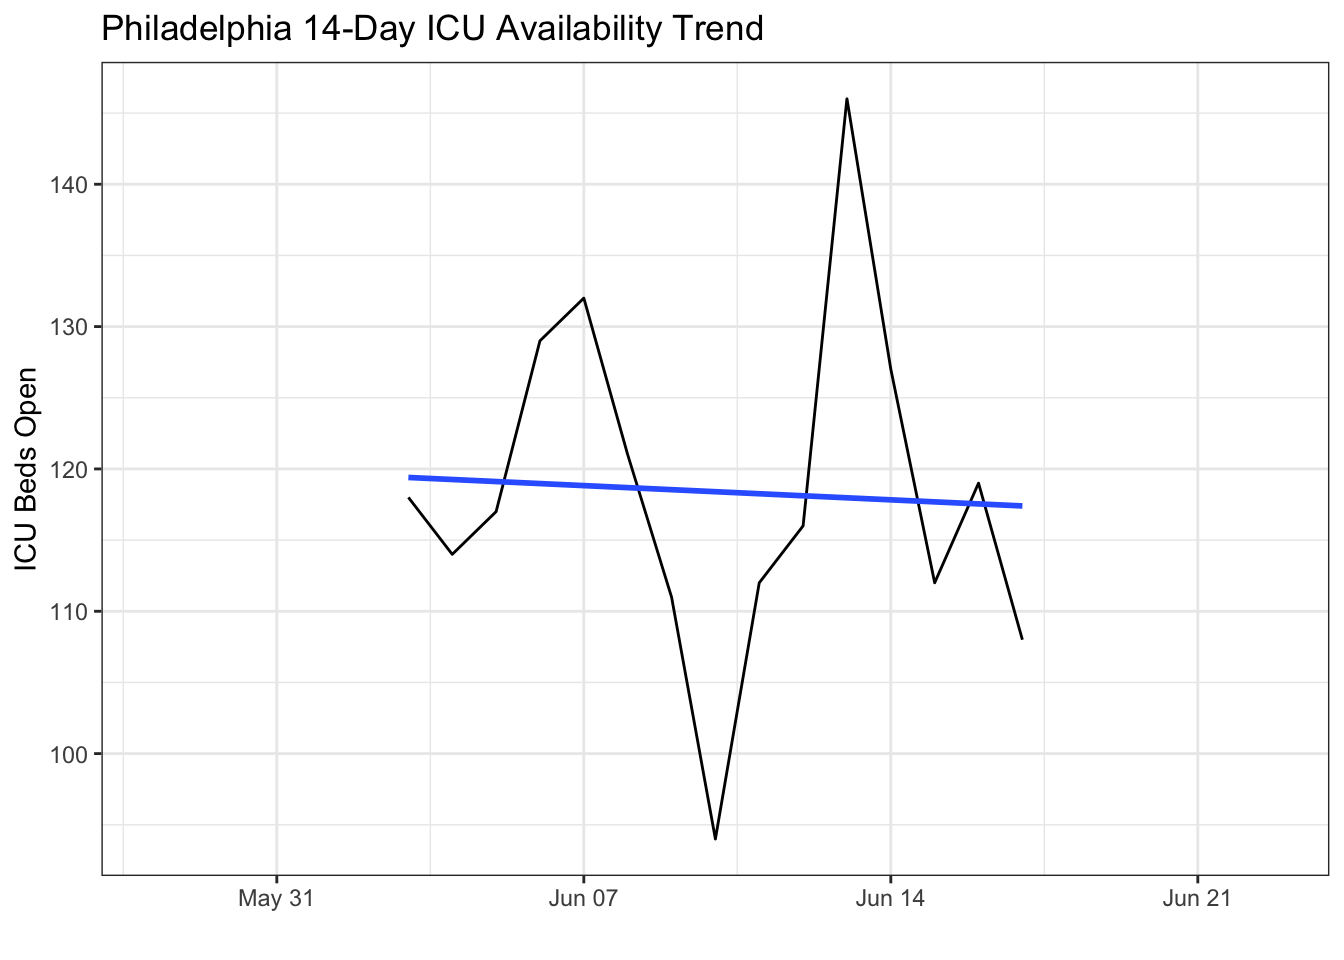 Philadelphia 14-Day ICU Availability Trend
ICU Beds Open
140
130
120
110
100
May 31
Jun 07
Jun 14
Jun 21